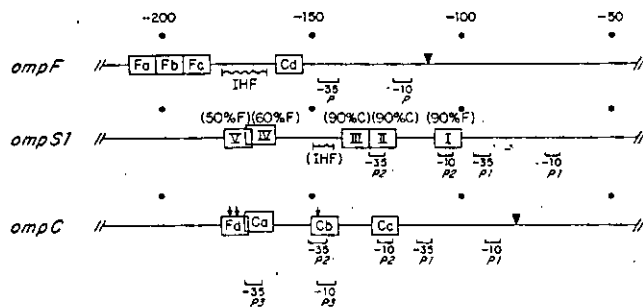 -200 -150 -100 -50
ompF Fa Fb Fc Cd
IHF -35 -10
P P
ompS1 (50%F) (60%F) (90%C) (90%C) (90%F)
V IV III II I
(IHF) -35 -10 -35 -10
P2 P2 P1 P1
ompC Fa Ca Cb Cc
-35 -10 -35 -10
P2 P2 P1 P1
-35 -10
P3 P3